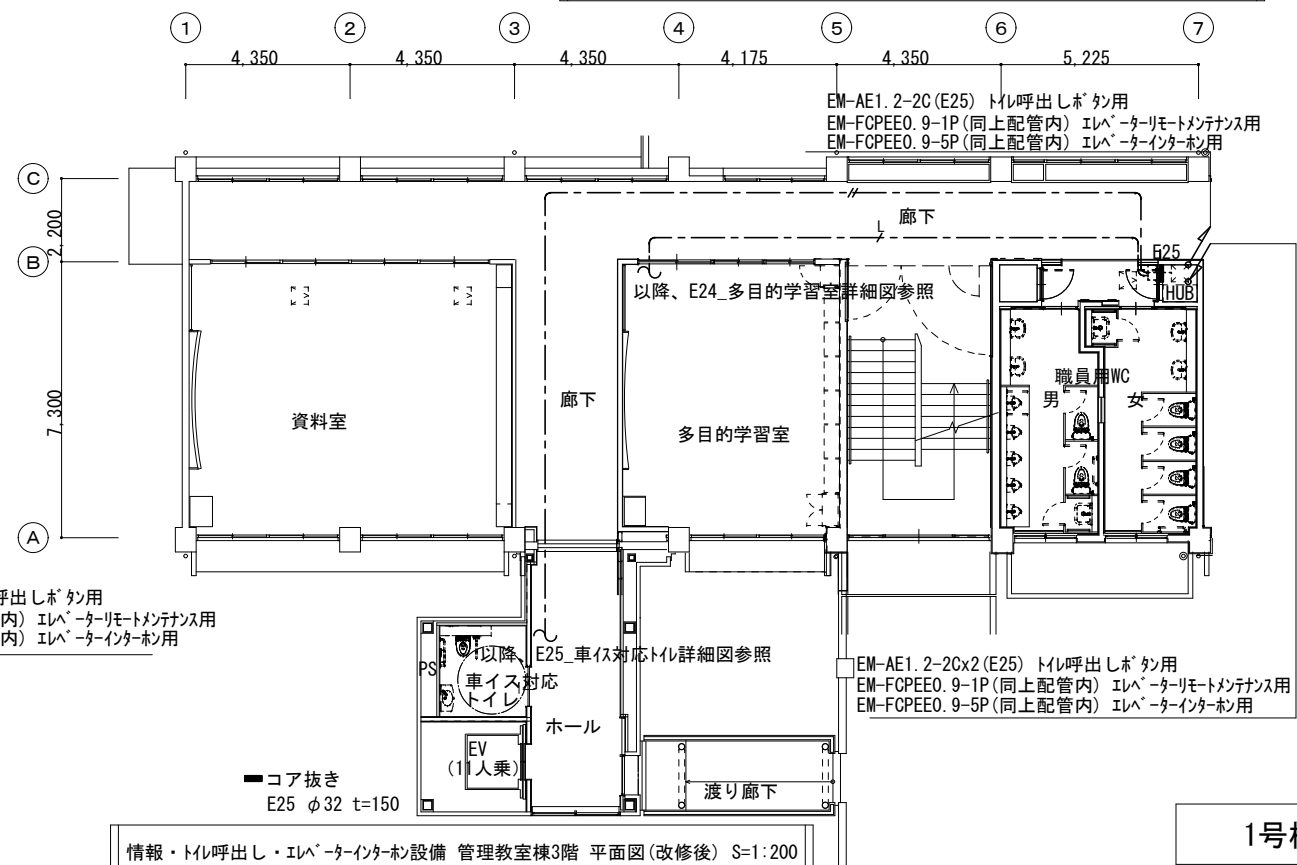 1 2 3 4 5 6 7
4,350 4,350 4,350 4,175 4,350 5,225
EM-AE1.2-2C(E25) ﾄｲﾚ呼出しﾎﾞﾀﾝ用
EM-FCPEE0.9-1P(同上配管内) ｴﾚﾍﾞｰﾀｰﾘﾓｰﾄﾒﾝﾃﾅﾝｽ用
EM-FCPEE0.9-5P(同上配管内) ｴﾚﾍﾞｰﾀｰｲﾝﾀｰﾎﾝ用
C
2,200
廊下
L
B
E25
以降、E24_多目的学習室詳細図参照
HUB
職員用WC
7,300
廊下
男
女
資料室
多目的学習室
A
呼出しﾎﾞﾀﾝ用
内) ｴﾚﾍﾞｰﾀｰﾘﾓｰﾄﾒﾝﾃﾅﾝｽ用
内) ｴﾚﾍﾞｰﾀｰｲﾝﾀｰﾎﾝ用
以降、E25_車ｲｽ対応ﾄｲﾚ詳細図参照
PS
車イス対応
トイレ
EM-AE1.2-2Cx2(E25) ﾄｲﾚ呼出しﾎﾞﾀﾝ用
EM-FCPEE0.9-1P(同上配管内) ｴﾚﾍﾞｰﾀｰﾘﾓｰﾄﾒﾝﾃﾅﾝｽ用
EM-FCPEE0.9-5P(同上配管内) ｴﾚﾍﾞｰﾀｰｲﾝﾀｰﾎﾝ用
ホール
EV
(11人乗)
コア抜き
E25 φ32 t=150
渡り廊下
1号
情報・ﾄｲﾚ呼出し・ｴﾚﾍﾞｰﾀｰｲﾝﾀｰﾎﾝ設備 管理教室棟3階 平面図(改修後) S=1:200